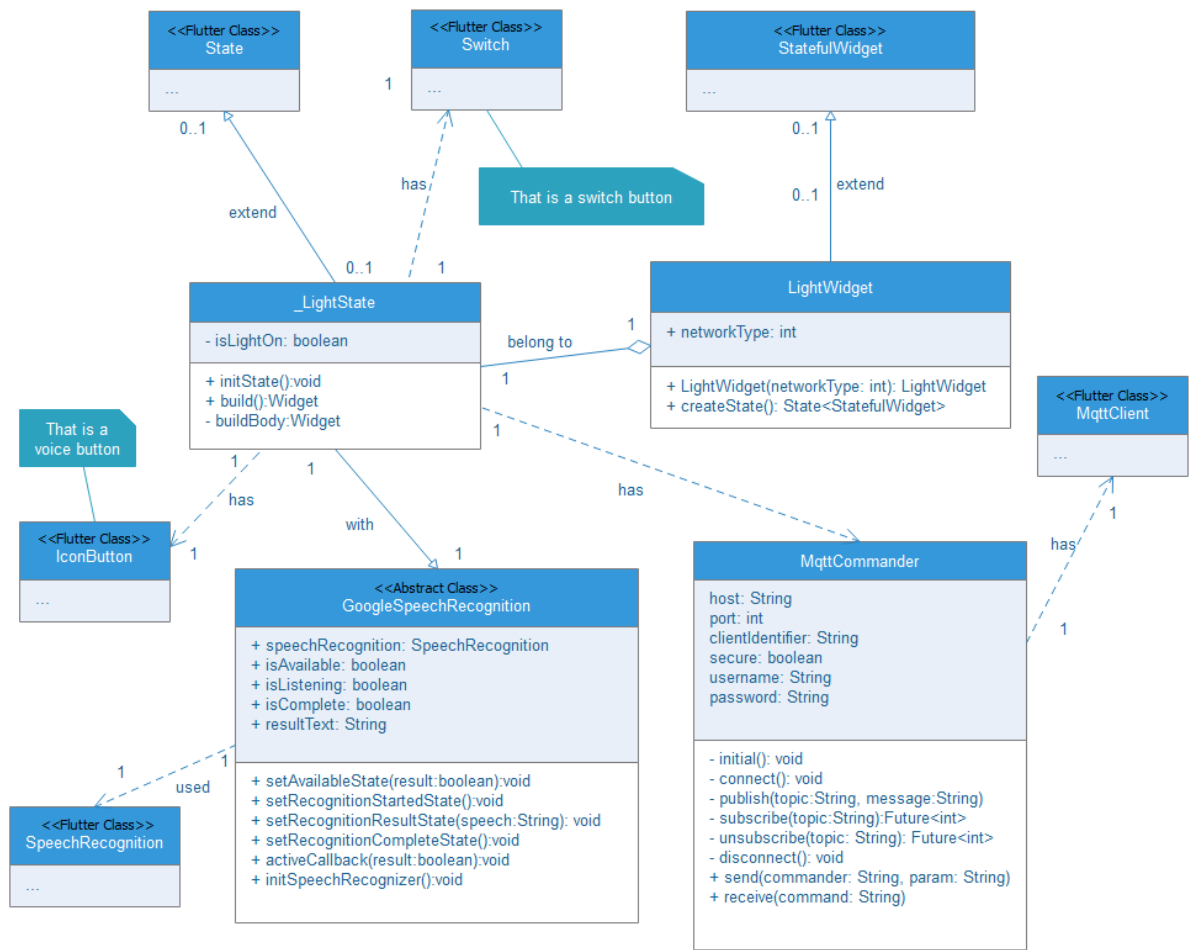 <<Flutter Class>>
State
...
<<Flutter Class>>
Switch
...
<<Flutter Class>>
StatefulWidget
...
0..1
1
0..1
That is a switch button
has
extend
extend
0..1
0..1
1
_LightState
- isLightOn: boolean
+ initState():void
+ build():Widget
- buildBody:Widget
LightWidget
+ networkType: int
+ LightWidget(networkType: int): LightWidget
+ createState(): State<StatefulWidget>
1
belong to
1
<<Flutter Class>>
MqttClient
...
That is a
voice button
1
1
1
has
has
with
<<Flutter Class>>
IconButton
...
1
1
1
has
1
<<Abstract Class>>
GoogleSpeechRecognition
+ speechRecognition: SpeechRecognition
+ isAvailable: boolean
+ isListening: boolean
+ isComplete: boolean
+ resultText: String
+ setAvailableState(result:boolean):void
+ setRecognitionStartedState():void
+ setRecognitionResultState(speech:String): void
+ setRecognitionCompleteState():void
+ activeCallback(result:boolean):void
+ initSpeechRecognizer():void
MqttCommander
host: String
port: int
clientIdentifier: String
secure: boolean
username: String
password: String
- initial(): void
- connect(): void
- publish(topic:String, message:String)
- subscribe(topic:String):Future<int>
- unsubscribe(topic: String): Future<int>
- disconnect(): void
+ send(commander: String, param: String)
+ receive(command: String)
1
1
used
<<Flutter Class>>
SpeechRecognition
...